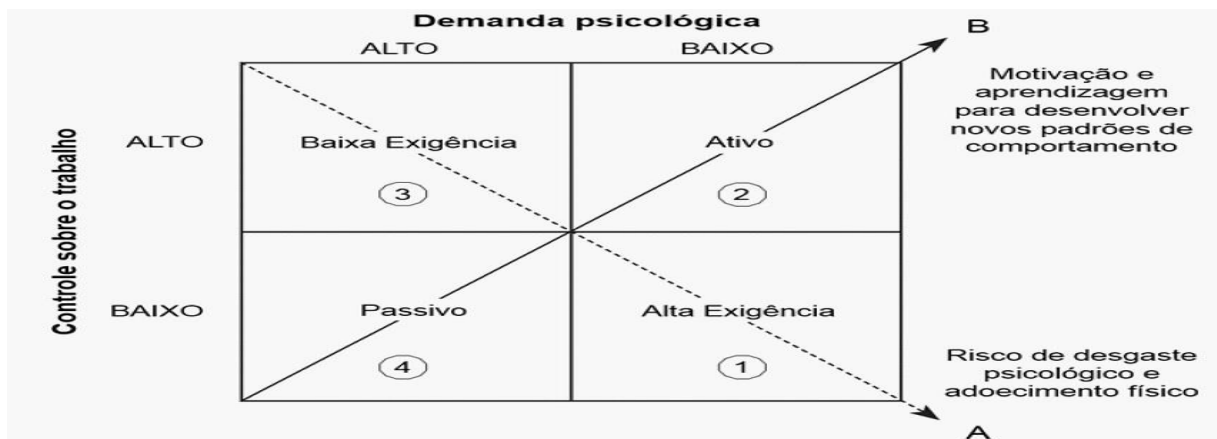 Demanda psicológica
ALTO
BAIXO
B
Motivação e
aprendizagem
para desenvolver
novos padrões de
comportamento
Controle sobre o trabalho
ALTO
Baixa Exigência
Ativo
3
2
BAIXO
Passivo
Alta Exigência
4
1
Risco de desgaste
psicológico e
adoecimento físico
A